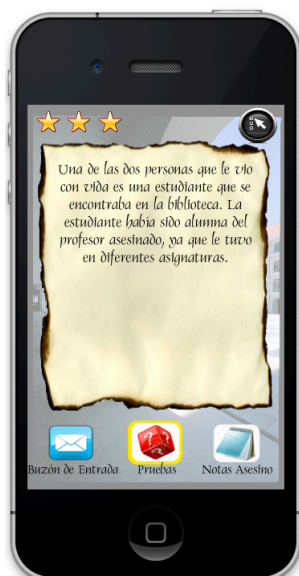 Una de las dos personas que le vio
con vida es una estudiante que se
encontraba en la biblioteca. La
estudiante había sido alumna del
profesor asesinado, ya que le tuvo
en diferentes asignaturas.
Buzón de Entrada
Pruebas
Notas Asesino